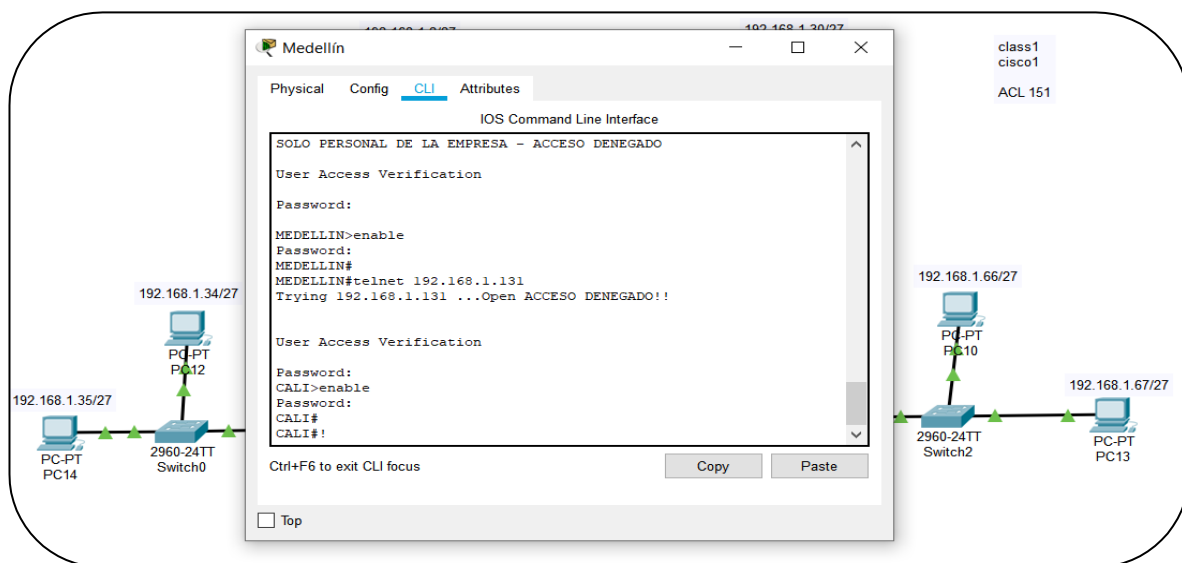 Medellín
class1
cisco1
ACL 151
Physical Config CLI Attributes
IOS Command Line Interface
SOLO PERSONAL DE LA EMPRESA - ACCESO DENEGADO
User Access Verification
Password:
MEDELLIN>enable
Password:
MEDELLIN#
MEDELLIN#telnet 192.168.1.131
Trying 192.168.1.131 ...Open ACCESO DENEGADO!!
User Access Verification
Password:
CALI>enable
Password:
CALI#
CALI#!
Ctrl+F6 to exit CLI focus
Copy
Paste
Top
192.168.1.34/27
PC-PT
PC12
192.168.1.35/27
PC-PT
PC14
2960-24TT
Switch0
192.168.1.66/27
PC-PT
PC10
192.168.1.67/27
PC-PT
PC13
2960-24TT
Switch2